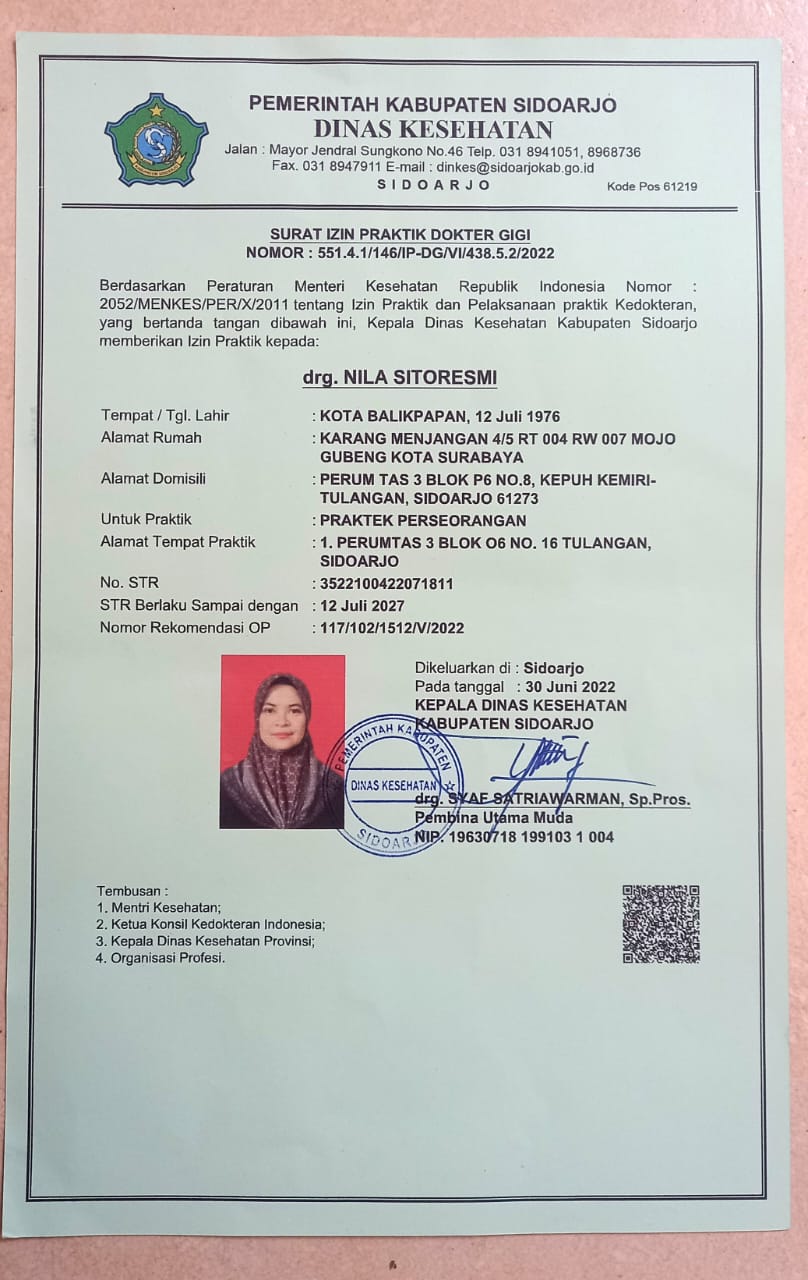 PEMERINTAH KABUPATEN SIDOARJO
DINAS KESEHATAN
Jalan : Mayor Jendral Sungkono No.46 Telp. 031 8941051, 8968736
Fax. 031 8947911 E-mail : dinkes@sidoarjokab.go.id
SIDOARJO
Kode Pos 61219
SURAT IZIN PRAKTIK DOKTER GIGI
NOMOR : 551.4.1/146/IP-DG/VI/438.5.2/2022
Berdasarkan Peraturan Menteri Kesehatan Republik Indonesia Nomor :
2052/MENKES/PER/X/2011 tentang Izin Praktik dan Pelaksanaan praktik Kedokteran,
yang bertanda tangan dibawah ini, Kepala Dinas Kesehatan Kabupaten Sidoarjo
memberikan Izin Praktik kepada:
drg. NILA SITORESMI
Tempat / Tgl. Lahir : KOTA BALIKPAPAN, 12 Juli 1976
Alamat Rumah : KARANG MENJANGAN 4/5 RT 004 RW 007 MOJO
GUBENG KOTA SURABAYA
Alamat Domisili : PERUM TAS 3 BLOK P6 NO.8, KEPUH KEMIRI-
TULANGAN, SIDOARJO 61273
Untuk Praktik : PRAKTEK PERSEORANGAN
Alamat Tempat Praktik : 1. PERUMTAS 3 BLOK O6 NO. 16 TULANGAN,
SIDOARJO
No. STR : 3522100422071811
STR Berlaku Sampai dengan : 12 Juli 2027
Nomor Rekomendasi OP : 117/102/1512/V/2022
Dikeluarkan di : Sidoarjo
Pada tanggal : 30 Juni 2022
KEPALA DINAS KESEHATAN
KABUPATEN SIDOARJO
PEMERINTAH KABUPATEN
DINAS KESEHATAN
SIDOARJO
drg. SYAF SATRIAWARMAN, Sp.Pros.
Pembina Utama Muda
NIP. 19630718 199103 1 004
Tembusan :
1. Mentri Kesehatan;
2. Ketua Konsil Kedokteran Indonesia;
3. Kepala Dinas Kesehatan Provinsi;
4. Organisasi Profesi.